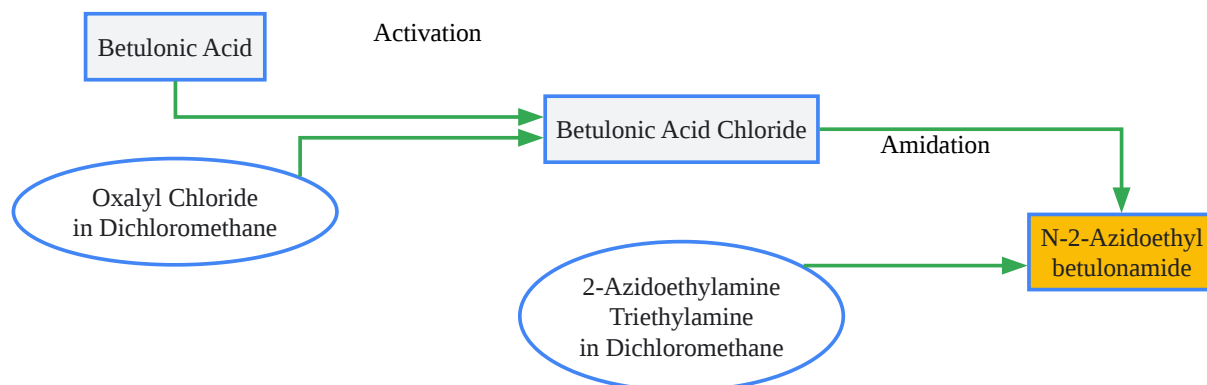 Betulonic Acid
Activation
Betulonic Acid Chloride
Amidation
Oxalyl Chloride
in Dichloromethane
N-2-Azidoethyl
betulonamide
2-Azidoethylamine
Triethylamine
in Dichloromethane